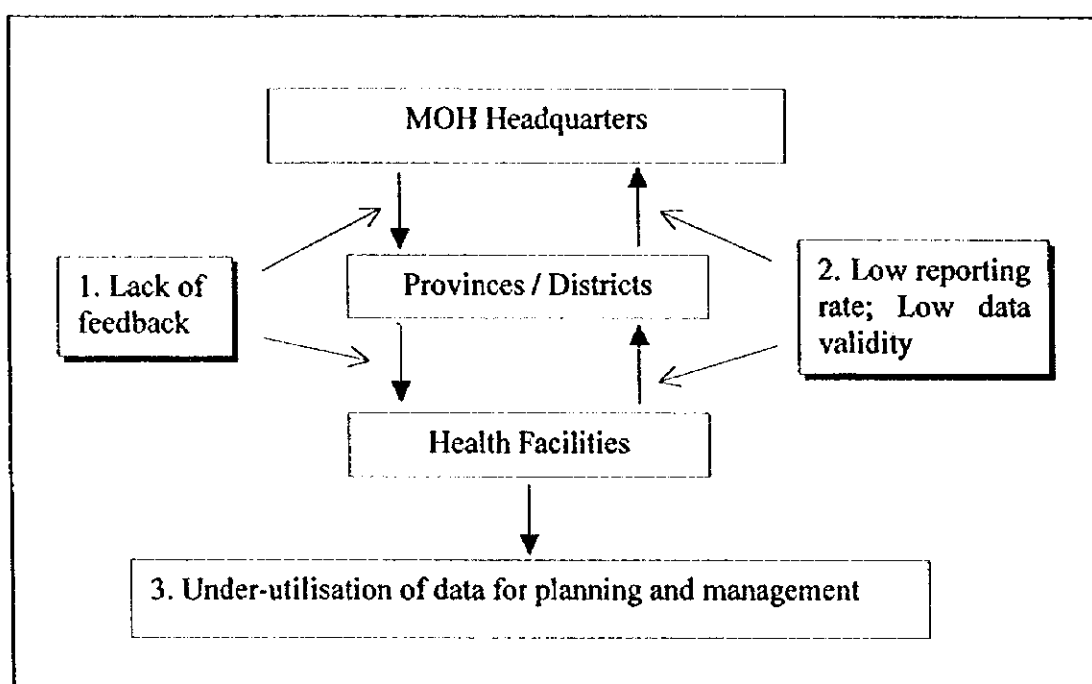 MOH Headquarters
1. Lack of
feedback
Provinces / Districts
2. Low reporting
rate; Low data
validity
Health Facilities
3. Under-utilisation of data for planning and management